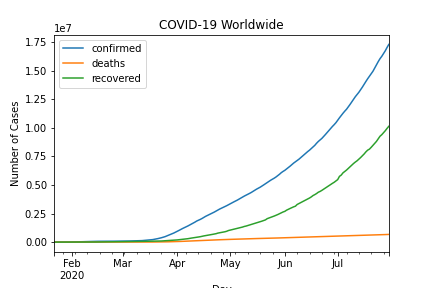 COVID-19 Worldwide
1e7
confirmed
deaths
recovered
1.75
1.50
1.25
1.00
0.75
0.50
0.25
0.00
Number of Cases
Feb Mar Apr May Jun Jul
2020